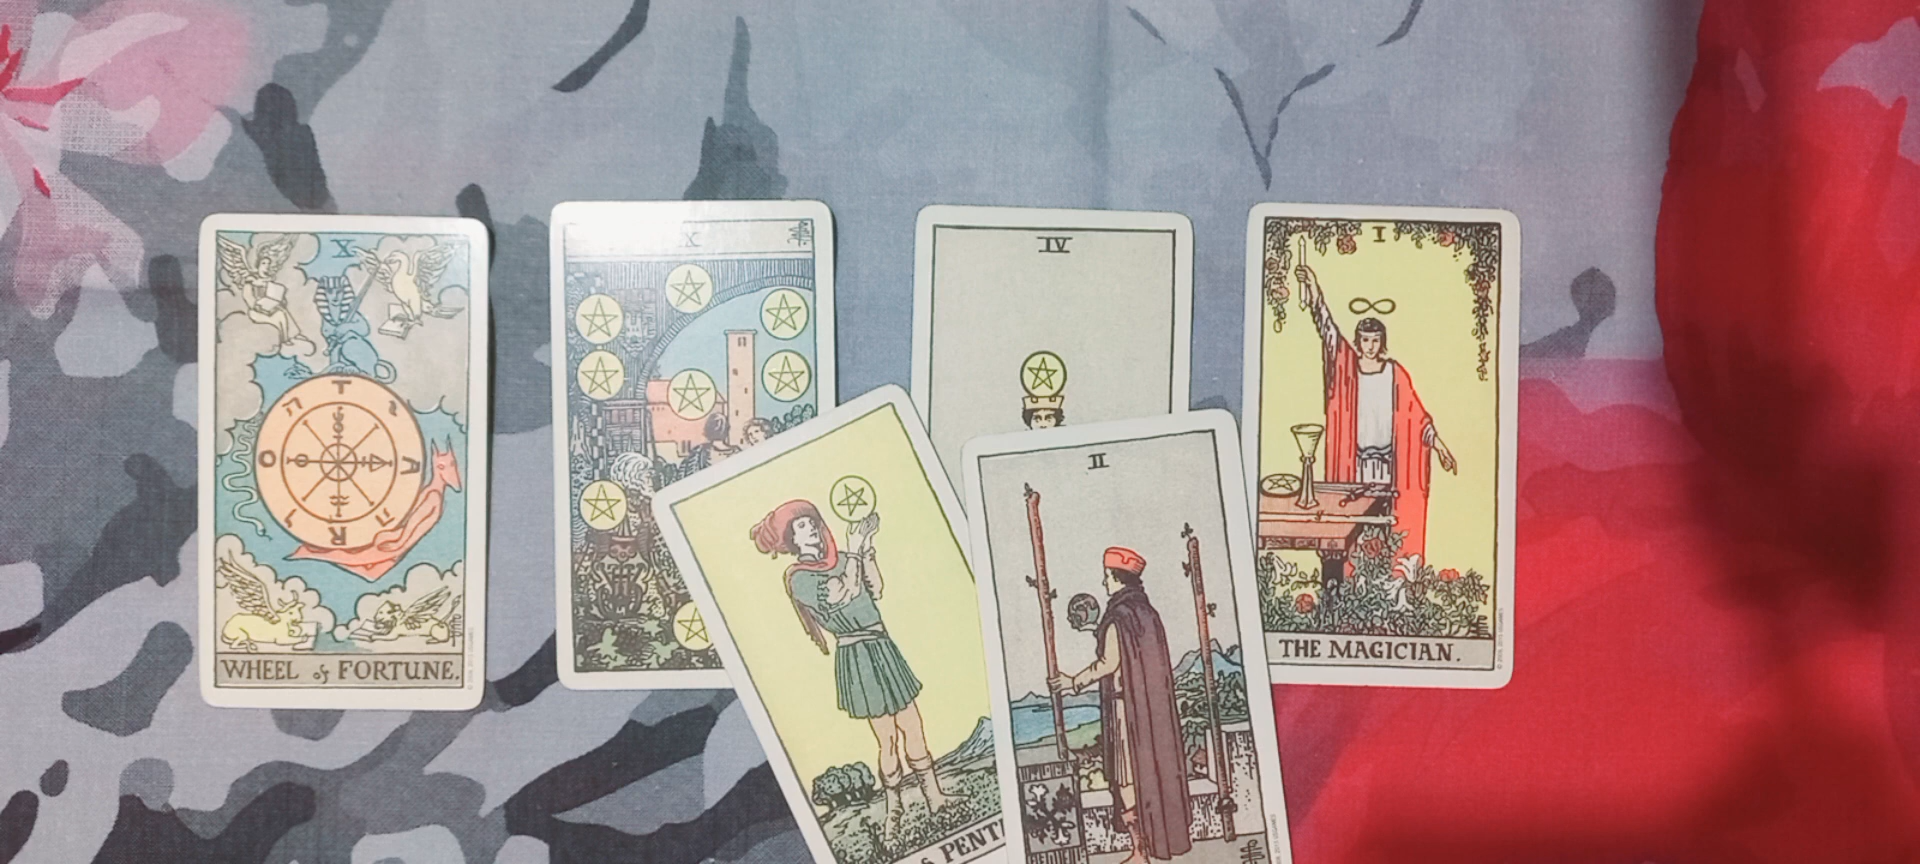 X
WHEEL of FORTUNE.
X
IV
I
THE MAGICIAN.
PENT
II